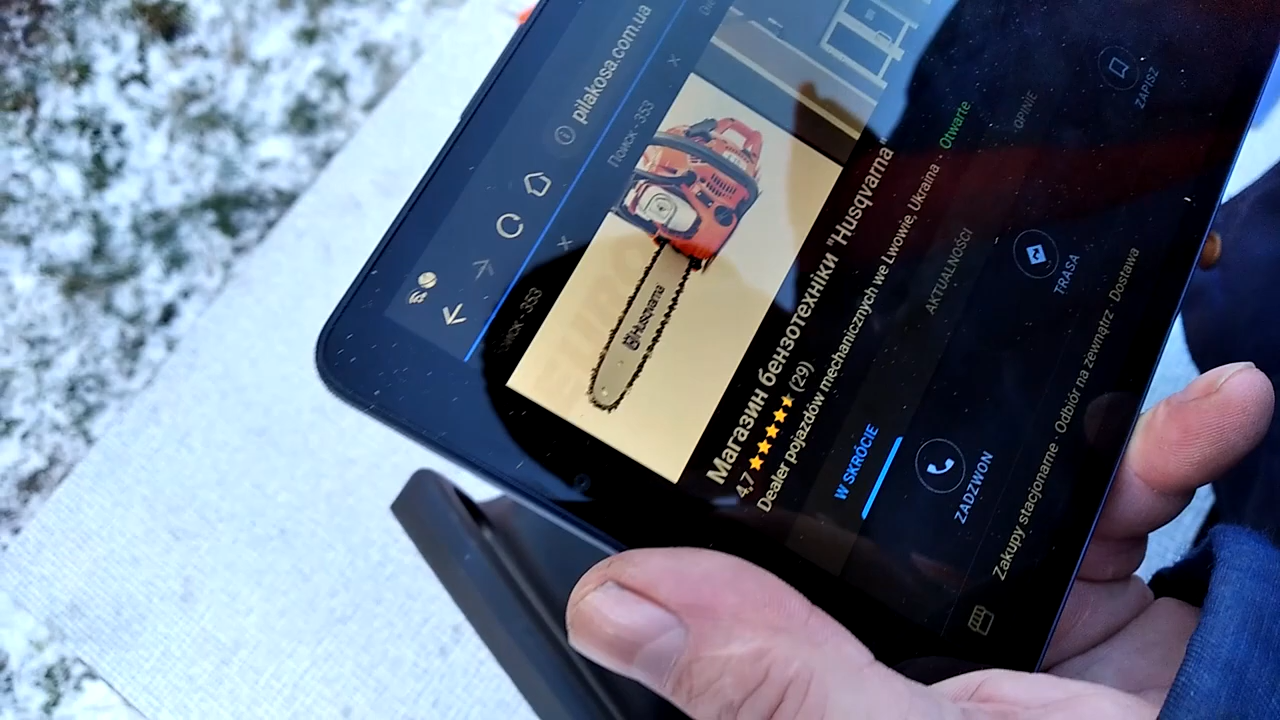 pilakosa.com.ua
Поиск · 353
Husqvarna
Магазин бензотехніки "Husqvarna"
4,7 (29)
Dealer pojazdów mechanicznych we Lwowie, Ukraina · Otwarte
W SKRÓCIE
AKTUALNOŚCI
OPINIE
ZADZWON
TRASA
ZAPISZ
Zakupy stacjonarne · Odbiór na zewnątrz · Dostawa